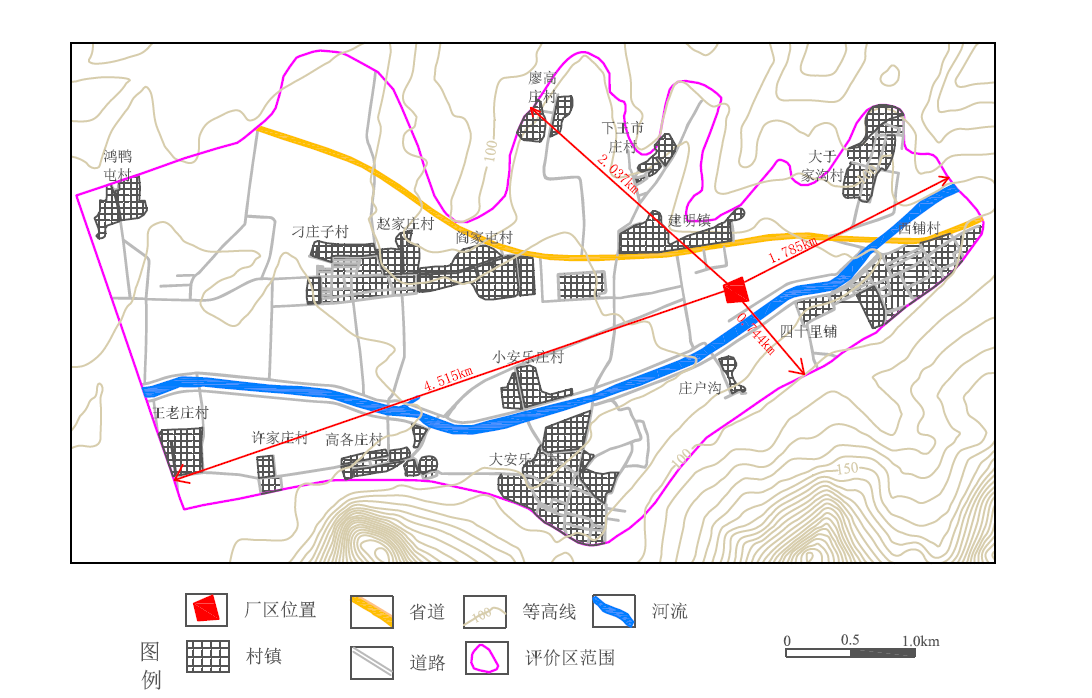 廖高
庄村
下王市
庄村
鸿鸭
屯村
大于
家沟村
100
2.037km
刁庄子村
赵家庄村
阎家屯村
建明镇
西铺村
1.785km
0.744km
四十里铺
小安乐庄村
4.515km
庄户沟
王老庄村
许家庄村
高各庄村
大安乐
100
150
图
例
厂区位置
省道
100
等高线
河流
村镇
道路
评价区范围
0
0.5
1.0km